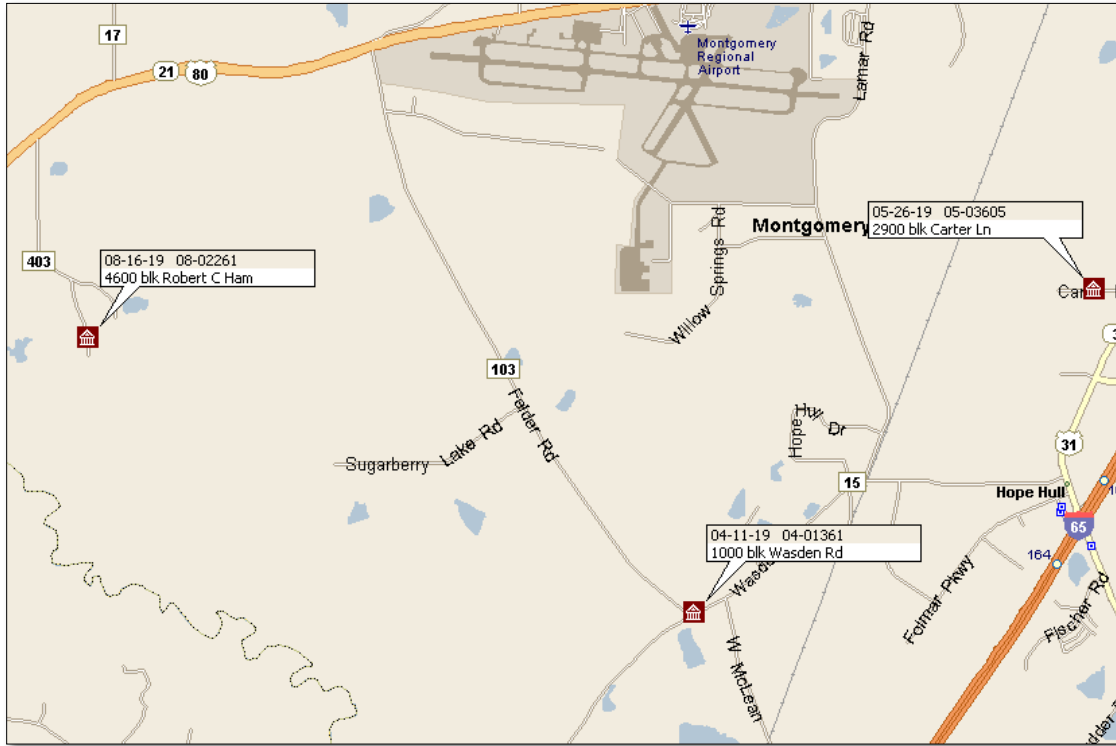 17
21
80
Montgomery
Regional
Airport
Lamar Rd
05-26-19 05-03605
2900 blk Carter Ln
Montgomery
Willow Springs Rd
403
08-16-19 08-02261
4600 blk Robert C Ham
103
Felder Rd
Sugarberry Lake Rd
Hope Hull Dr
31
15
Hope Hull
65
164
04-11-19 04-01361
1000 blk Wasden Rd
Folmar Pkwy
Fischer Rd
W McLean